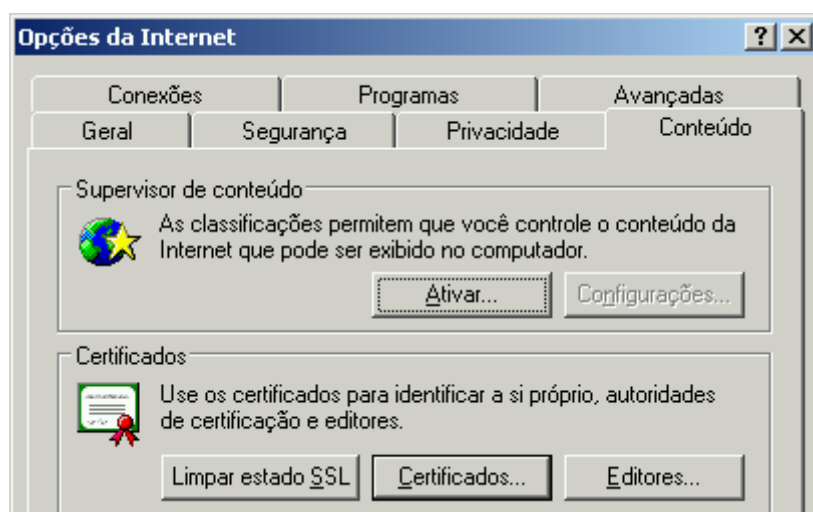 Opções da Internet
Conexões Programas Avançadas
Geral Segurança Privacidade Conteúdo
Supervisor de conteúdo
As classificações permitem que você controle o conteúdo da
Internet que pode ser exibido no computador.
Ativar... Configurações...
Certificados
Use os certificados para identificar a si próprio, autoridades
de certificação e editores.
Limpar estado SSL Certificados... Editores...